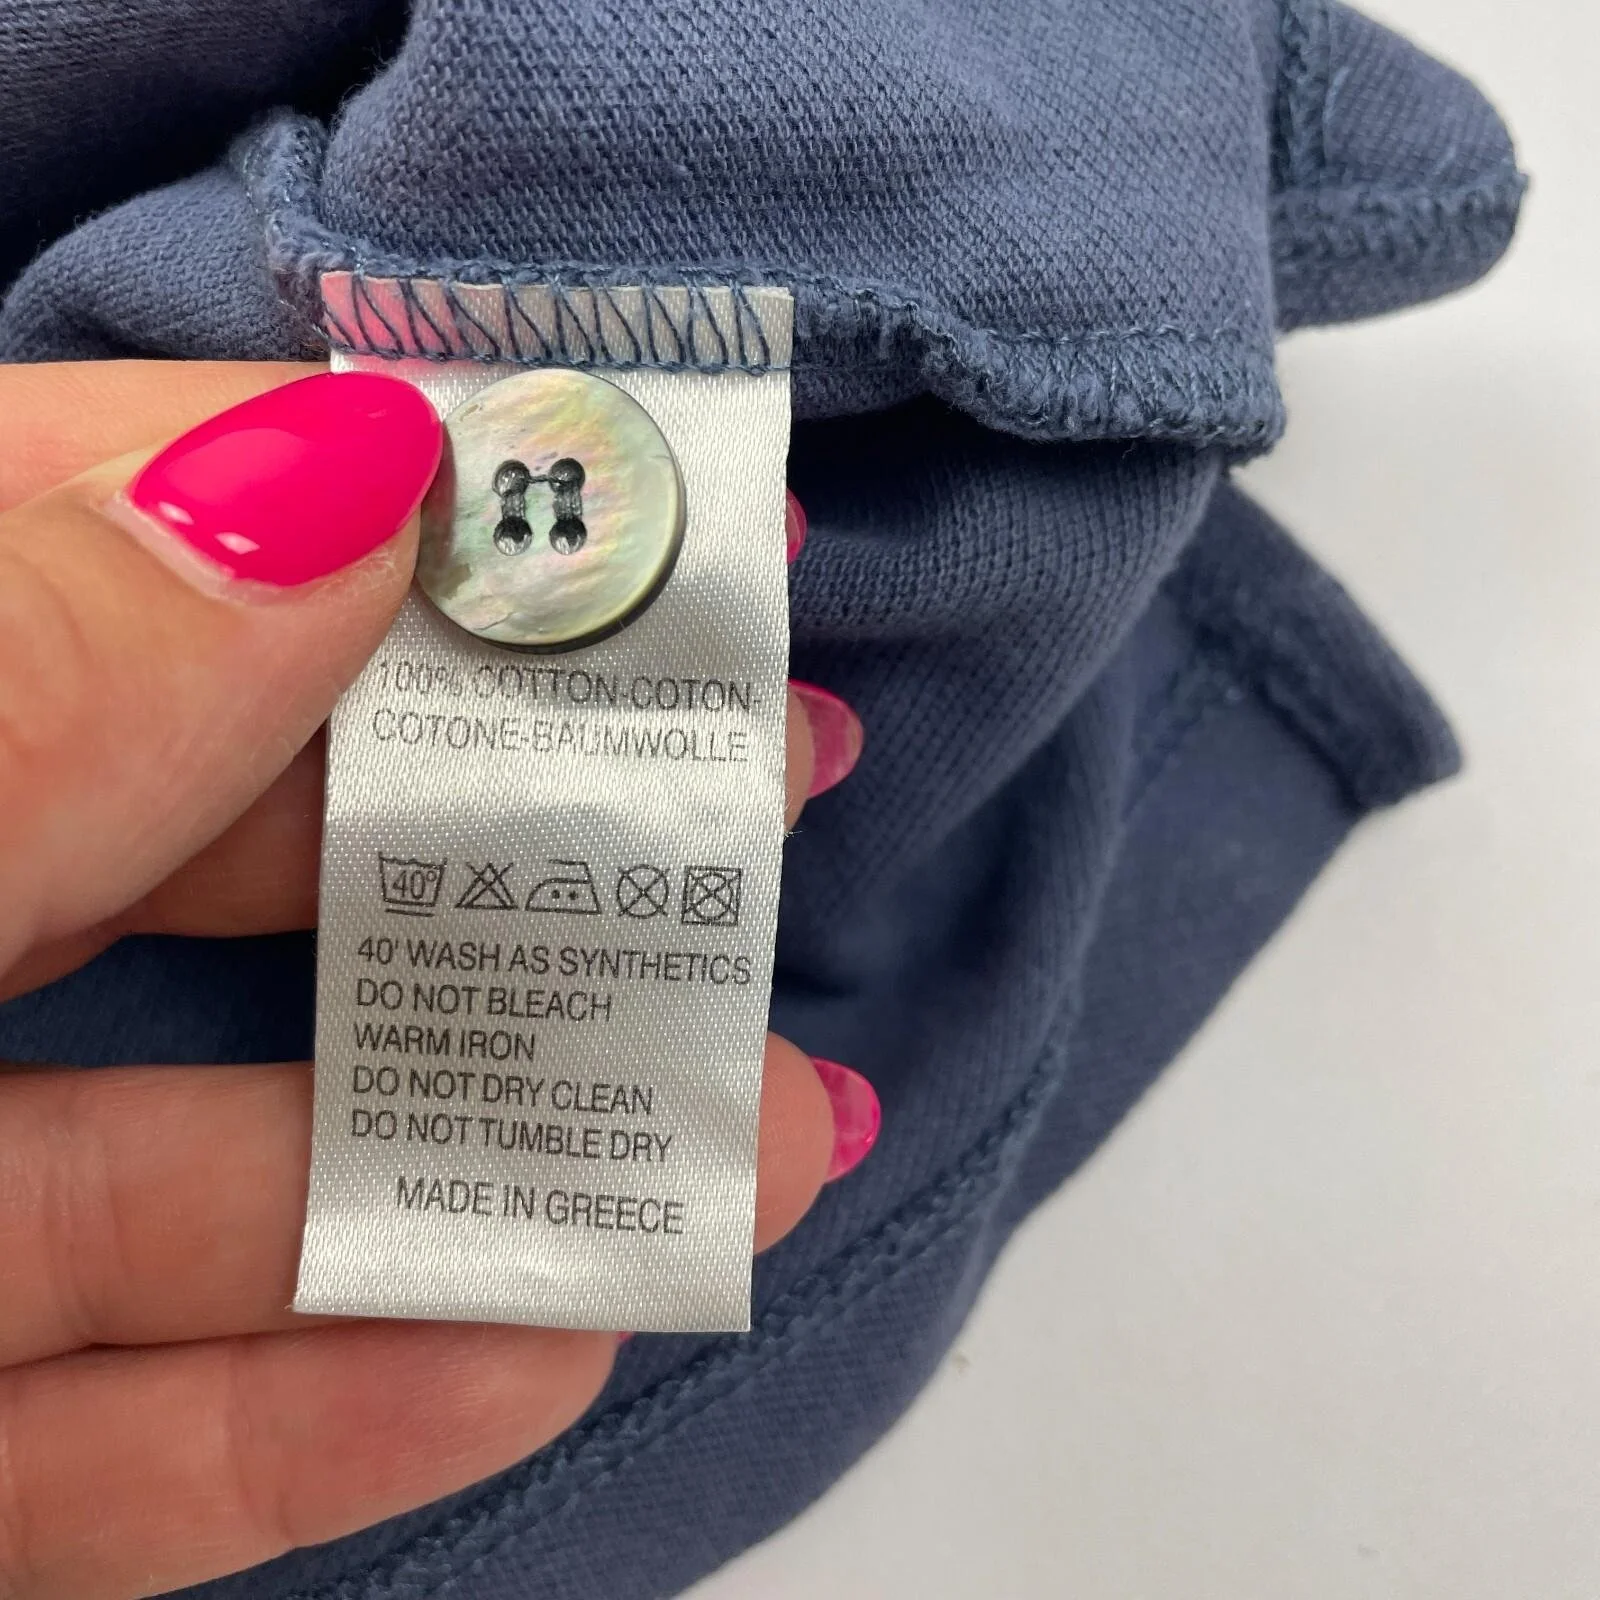 100% COTTON-COTON-
COTONE-BAUMWOLLE
40°
40' WASH AS SYNTHETICS
DO NOT BLEACH
WARM IRON
DO NOT DRY CLEAN
DO NOT TUMBLE DRY
MADE IN GREECE